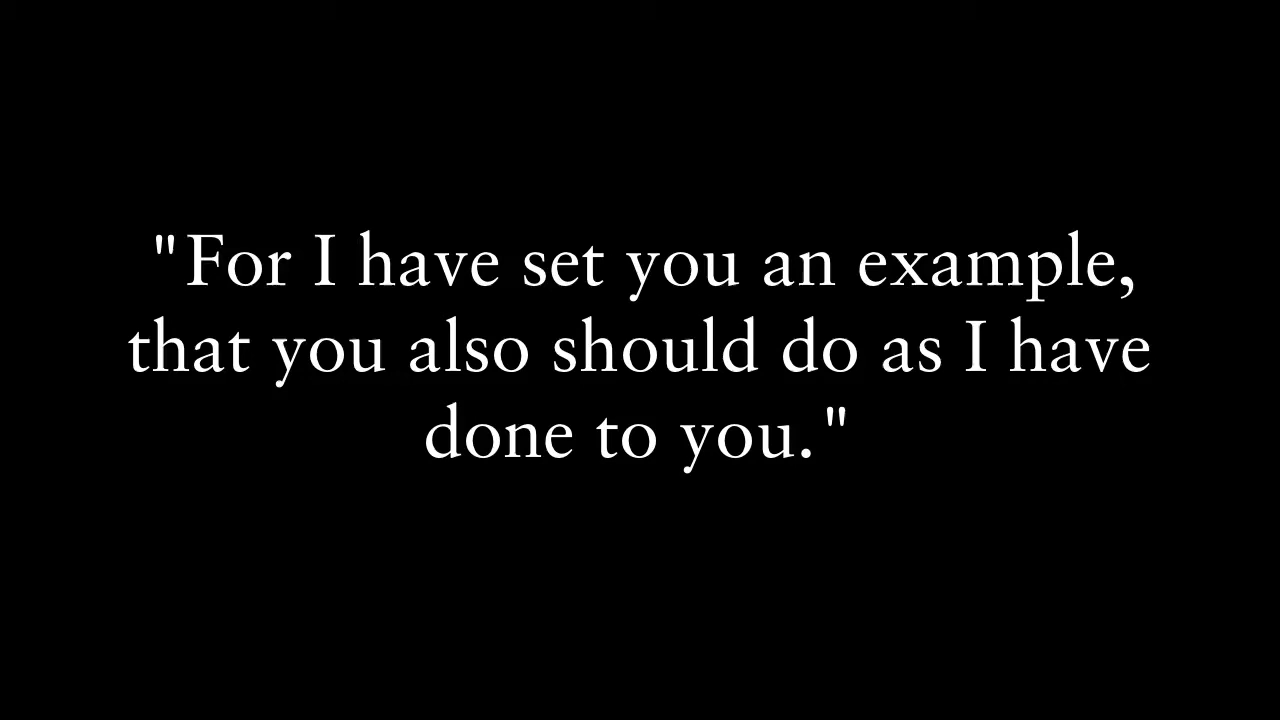 "For I have set you an example,
that you also should do as I have
done to you."